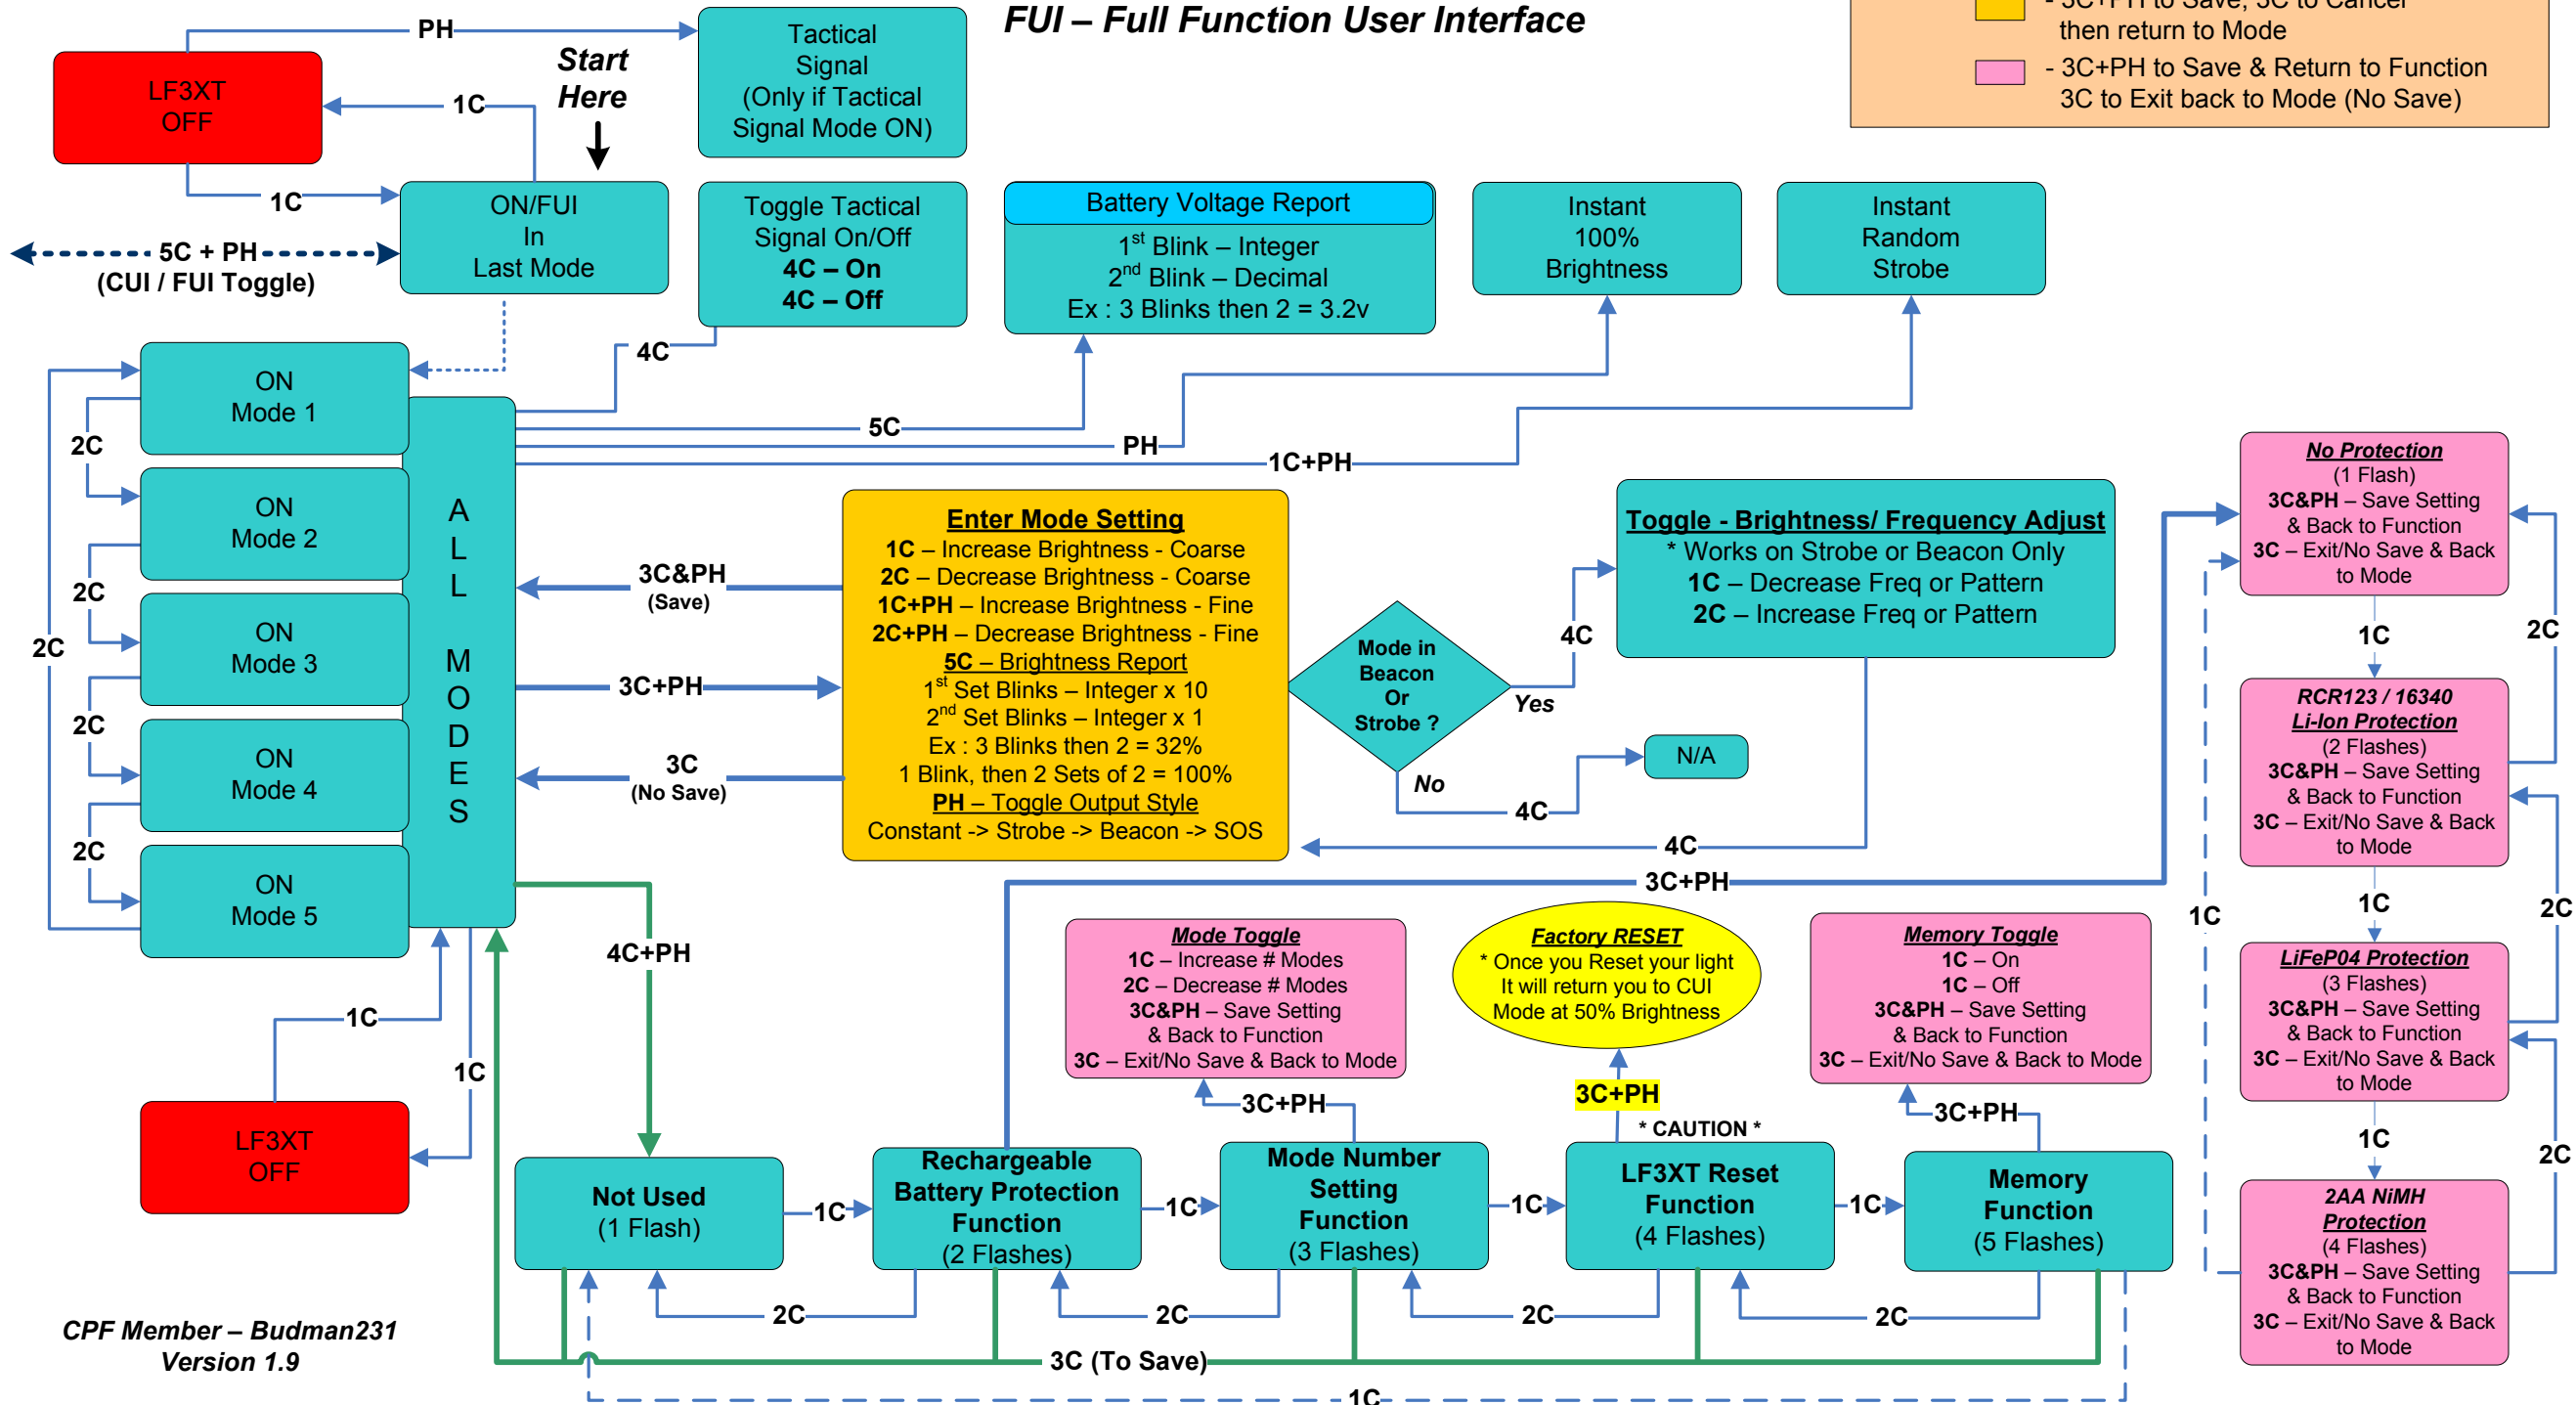 FUI – Full Function User Interface
- 3C+PH to Save, 3C to Cancel
then return to Mode
- 3C+PH to Save & Return to Function
3C to Exit back to Mode (No Save)
PH
Tactical
Signal
(Only if Tactical
Signal Mode ON)
Start
Here
LF3XT
OFF
1C
1C
ON/FUI
In
Last Mode
5C + PH
(CUI / FUI Toggle)
Toggle Tactical
Signal On/Off
4C – On
4C – Off
Battery Voltage Report
1st Blink – Integer
2nd Blink – Decimal
Ex : 3 Blinks then 2 = 3.2v
Instant
100%
Brightness
Instant
Random
Strobe
4C
5C
PH
1C+PH
ON
Mode 1
2C
ON
Mode 2
2C
ON
Mode 3
2C
ON
Mode 4
2C
ON
Mode 5
2C
ALL MODES
3C&PH
(Save)
3C+PH
3C
(No Save)
Enter Mode Setting
1C – Increase Brightness - Coarse
2C – Decrease Brightness - Coarse
1C+PH – Increase Brightness - Fine
2C+PH – Decrease Brightness - Fine
5C – Brightness Report
1st Set Blinks – Integer x 10
2nd Set Blinks – Integer x 1
Ex : 3 Blinks then 2 = 32%
1 Blink, then 2 Sets of 2 = 100%
PH – Toggle Output Style
Constant -> Strobe -> Beacon -> SOS
Mode in
Beacon
Or
Strobe ?
Yes
4C
No
4C
N/A
Toggle - Brightness/ Frequency Adjust
* Works on Strobe or Beacon Only
1C – Decrease Freq or Pattern
2C – Increase Freq or Pattern
4C
3C+PH
No Protection
(1 Flash)
3C&PH – Save Setting
& Back to Function
3C – Exit/No Save & Back
to Mode
1C
2C
RCR123 / 16340
Li-Ion Protection
(2 Flashes)
3C&PH – Save Setting
& Back to Function
3C – Exit/No Save & Back
to Mode
1C
2C
1C
LiFeP04 Protection
(3 Flashes)
3C&PH – Save Setting
& Back to Function
3C – Exit/No Save & Back
to Mode
1C
2C
2AA NiMH
Protection
(4 Flashes)
3C&PH – Save Setting
& Back to Function
3C – Exit/No Save & Back
to Mode
4C+PH
1C
1C
LF3XT
OFF
Mode Toggle
1C – Increase # Modes
2C – Decrease # Modes
3C&PH – Save Setting
& Back to Function
3C – Exit/No Save & Back to Mode
3C+PH
Factory RESET
* Once you Reset your light
It will return you to CUI
Mode at 50% Brightness
3C+PH
* CAUTION *
Memory Toggle
1C – On
1C – Off
3C&PH – Save Setting
& Back to Function
3C – Exit/No Save & Back to Mode
3C+PH
Not Used
(1 Flash)
1C
Rechargeable
Battery Protection
Function
(2 Flashes)
1C
Mode Number
Setting
Function
(3 Flashes)
1C
LF3XT Reset
Function
(4 Flashes)
1C
Memory
Function
(5 Flashes)
2C
2C
2C
2C
3C (To Save)
1C
CPF Member – Budman231
Version 1.9